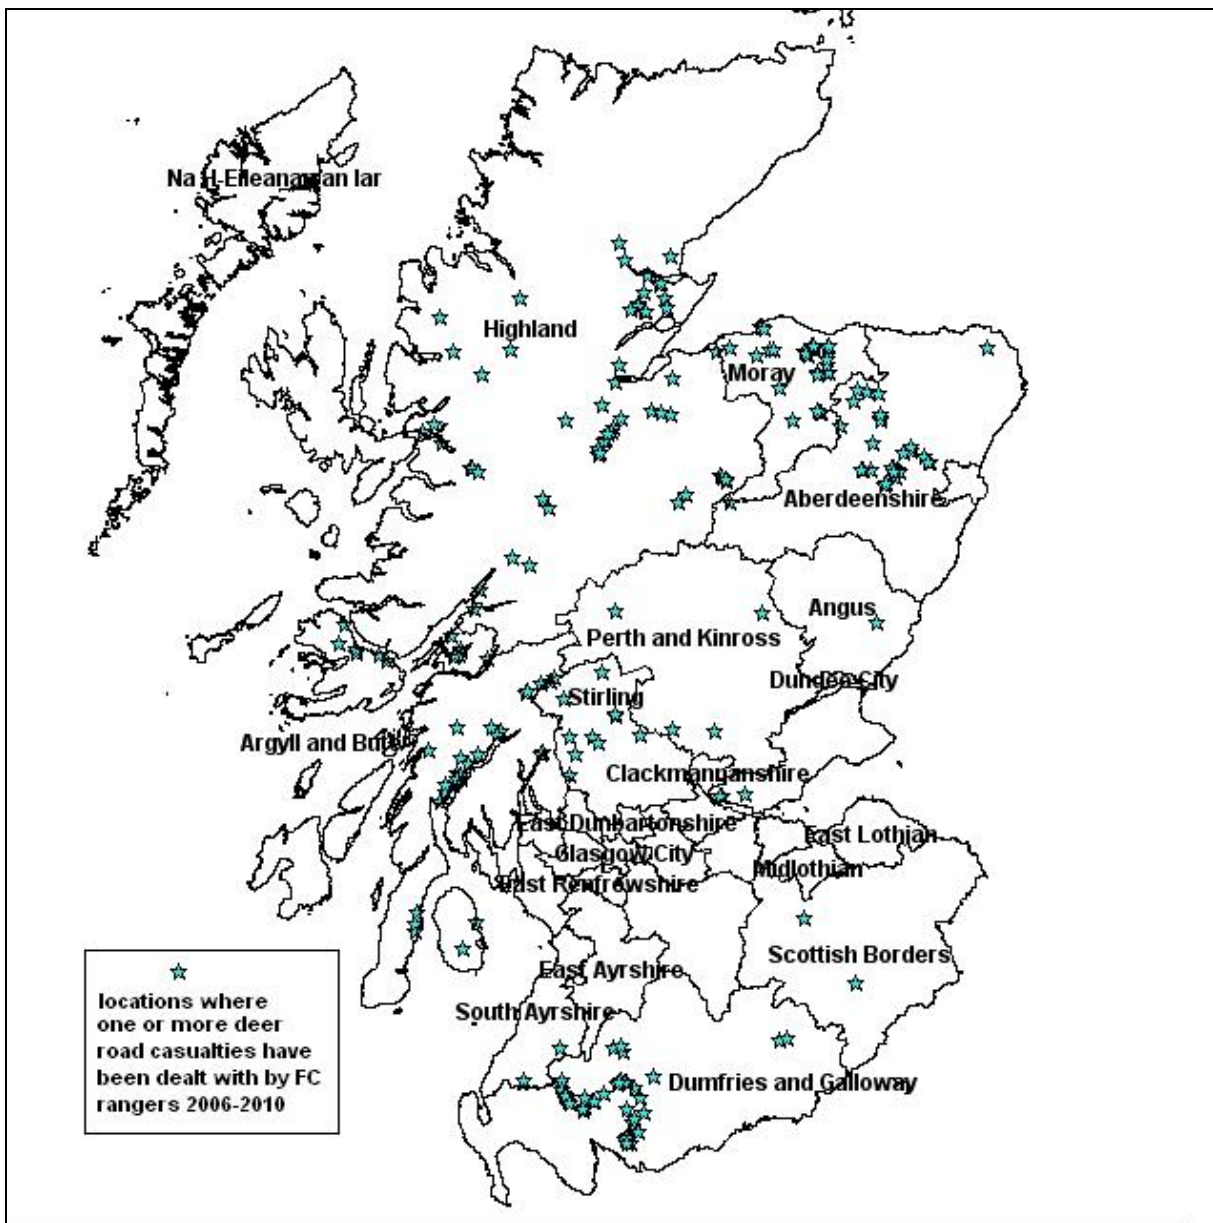 Na H-Eileanan an Iar
Highland
Moray
Aberdeenshire
Angus
Perth and Kinross
Dundee City
Stirling
Argyll and Bute
Clackmannanshire
East Dunbartonshire
East Lothian
Glasgow City
Midlothian
East Renfrewshire
Scottish Borders
East Ayrshire
South Ayrshire
Dumfries and Galloway
locations where
one or more deer
road casualties have
been dealt with by FC
rangers 2006-2010